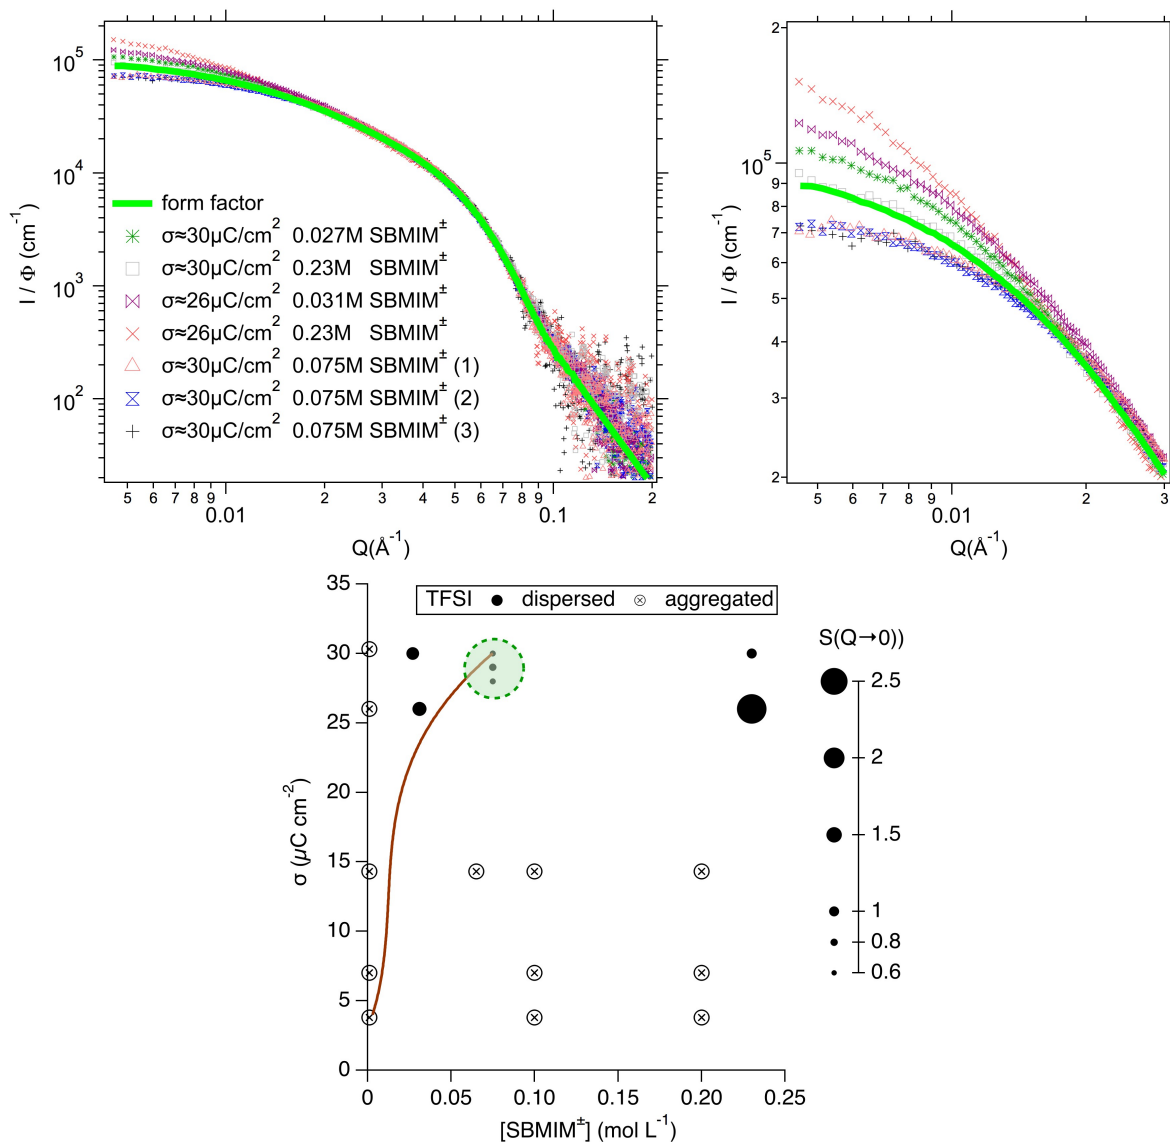 10^5
10^4
10^3
10^2
I / Φ (cm^-1)
form factor
σ≈30µC/cm^2 0.027M SBMIM^±
σ≈30µC/cm^2 0.23M SBMIM^±
σ≈26µC/cm^2 0.031M SBMIM^±
σ≈26µC/cm^2 0.23M SBMIM^±
σ≈30µC/cm^2 0.075M SBMIM^± (1)
σ≈30µC/cm^2 0.075M SBMIM^± (2)
σ≈30µC/cm^2 0.075M SBMIM^± (3)
5 6 7 8 9 2 3 4 5 6 7 8 9 2
0.01 0.1
Q(Å^-1)
2
10^5
9
8
7
6
5
4
3
2
I / Φ (cm^-1)
5 6 7 8 9 2 3
0.01
Q(Å^-1)
TFSI dispersed aggregated
35
30
25
20
15
10
5
0
σ (µC cm^-2)
0 0.05 0.10 0.15 0.20 0.25
[SBMIM^±] (mol L^-1)
S(Q→0))
2.5
2
1.5
1
0.8
0.6